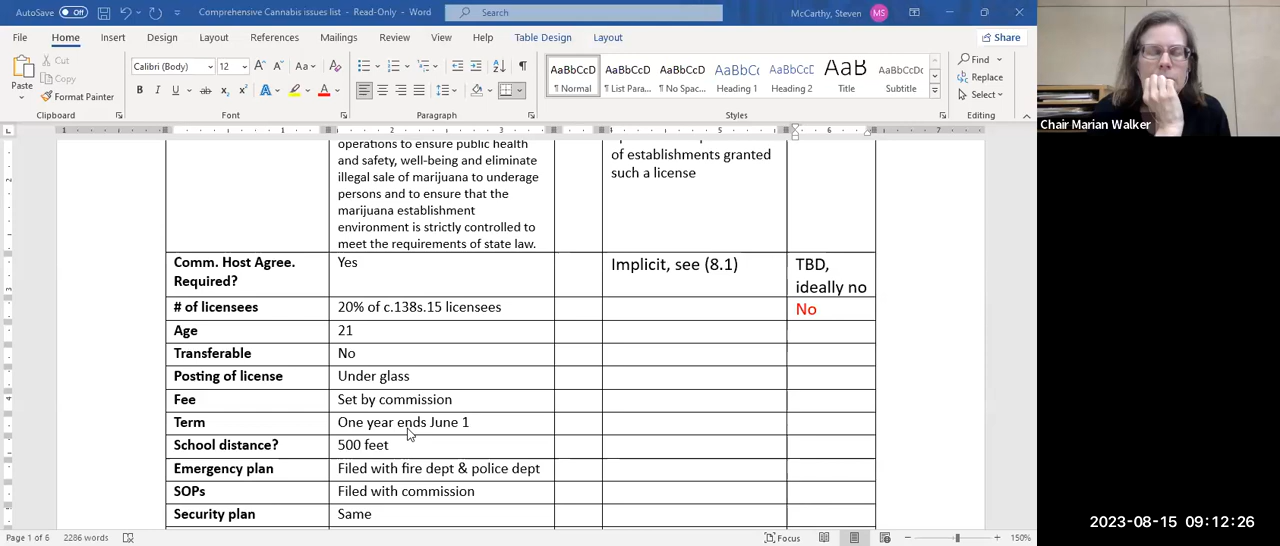 AutoSave Off
Comprehensive Cannabis issues list - Read-Only - Word
Search
McCarthy, Steven MS
File Home Insert Design Layout References Mailings Review View Help Table Design Layout Share
Paste
Cut
Copy
Format Painter
Clipboard
Calibri (Body) 12
Font
Paragraph
AaBbCcD AaBbCcD AaBbCcD AaBbCcD AaBbCcD AaB AaBbCcDc
¶ Normal ¶ List Para... ¶ No Spac... Heading 1 Heading 2 Title Subtitle
Styles
Find
Replace
Select
Editing
operations to ensure public health
and safety, well-being and eliminate
illegal sale of marijuana to underage
persons and to ensure that the
marijuana establishment
environment is strictly controlled to
meet the requirements of state law.
of establishments granted
such a license
Comm. Host Agree.
Required?
Yes
Implicit, see (8.1)
TBD,
ideally no
# of licensees 20% of c.138s.15 licensees No
Age 21
Transferable No
Posting of license Under glass
Fee Set by commission
Term One year ends June 1
School distance? 500 feet
Emergency plan Filed with fire dept & police dept
SOPs Filed with commission
Security plan Same
Page 1 of 6 2286 words Focus 150%
Chair Marian Walker
2023-08-15 09:12:26